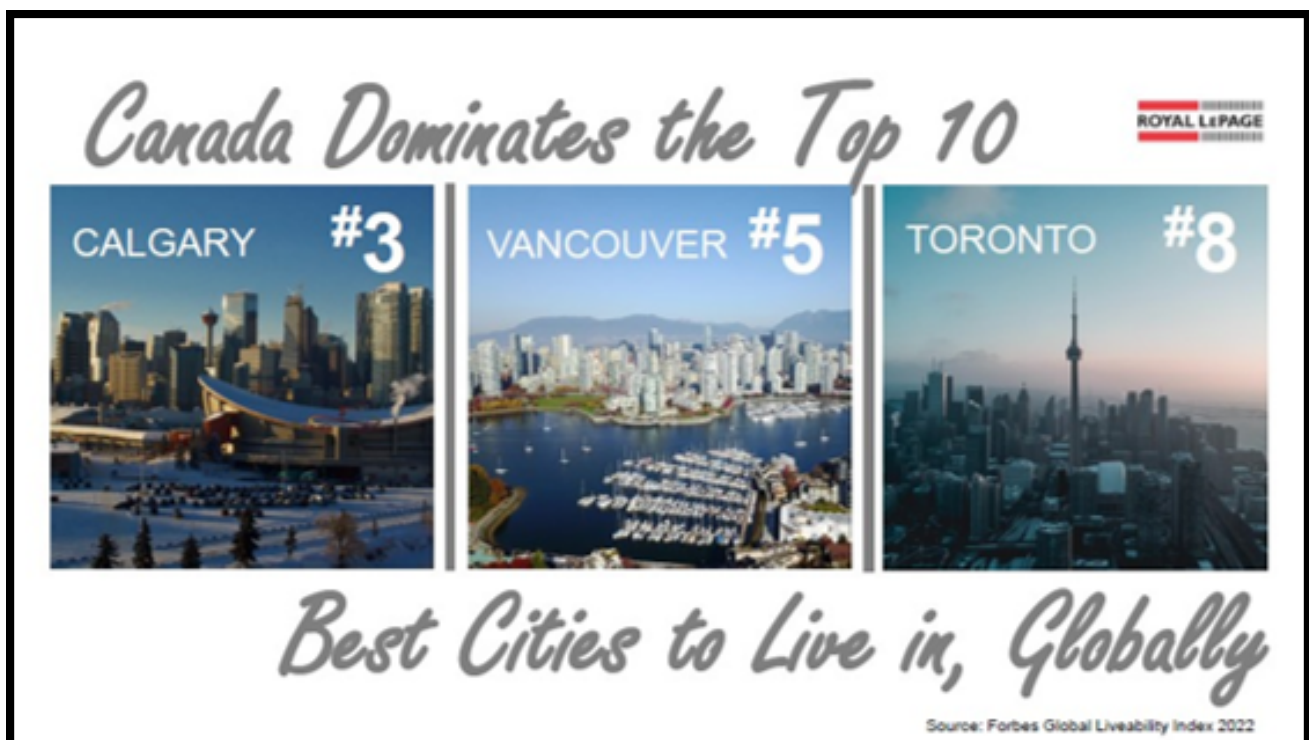 Canada Dominates the Top 10
ROYAL LEPAGE
CALGARY #3
VANCOUVER #5
TORONTO #8
Best Cities to Live in, Globally
Source: Forbes Global Liveability Index 2022